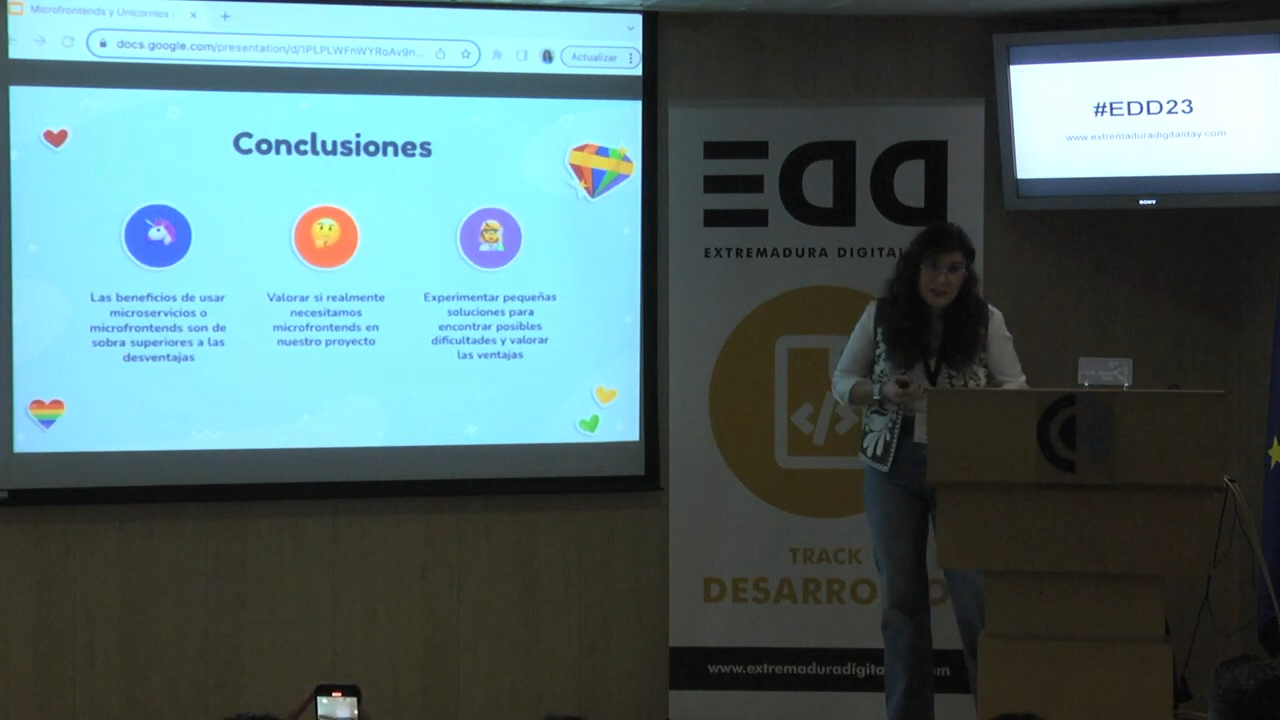 Microfrontends y Unicornios
docs.google.com/presentation/d/1PLPLWFnWYRoAv9n...
Actualizar
Conclusiones
Las beneficios de usar
microservicios o
microfrontends son de
sobra superiores a las
desventajas
Valorar si realmente
necesitamos
microfrontends en
nuestro proyecto
Experimentar pequeñas
soluciones para
encontrar posibles
dificultades y valorar
las ventajas
EDD
EXTREMADURA DIGITAL
</>
TRACK
DESARRO O
www.extremaduradigita .com
#EDD23
www.extremaduradigitalday.com
SONY